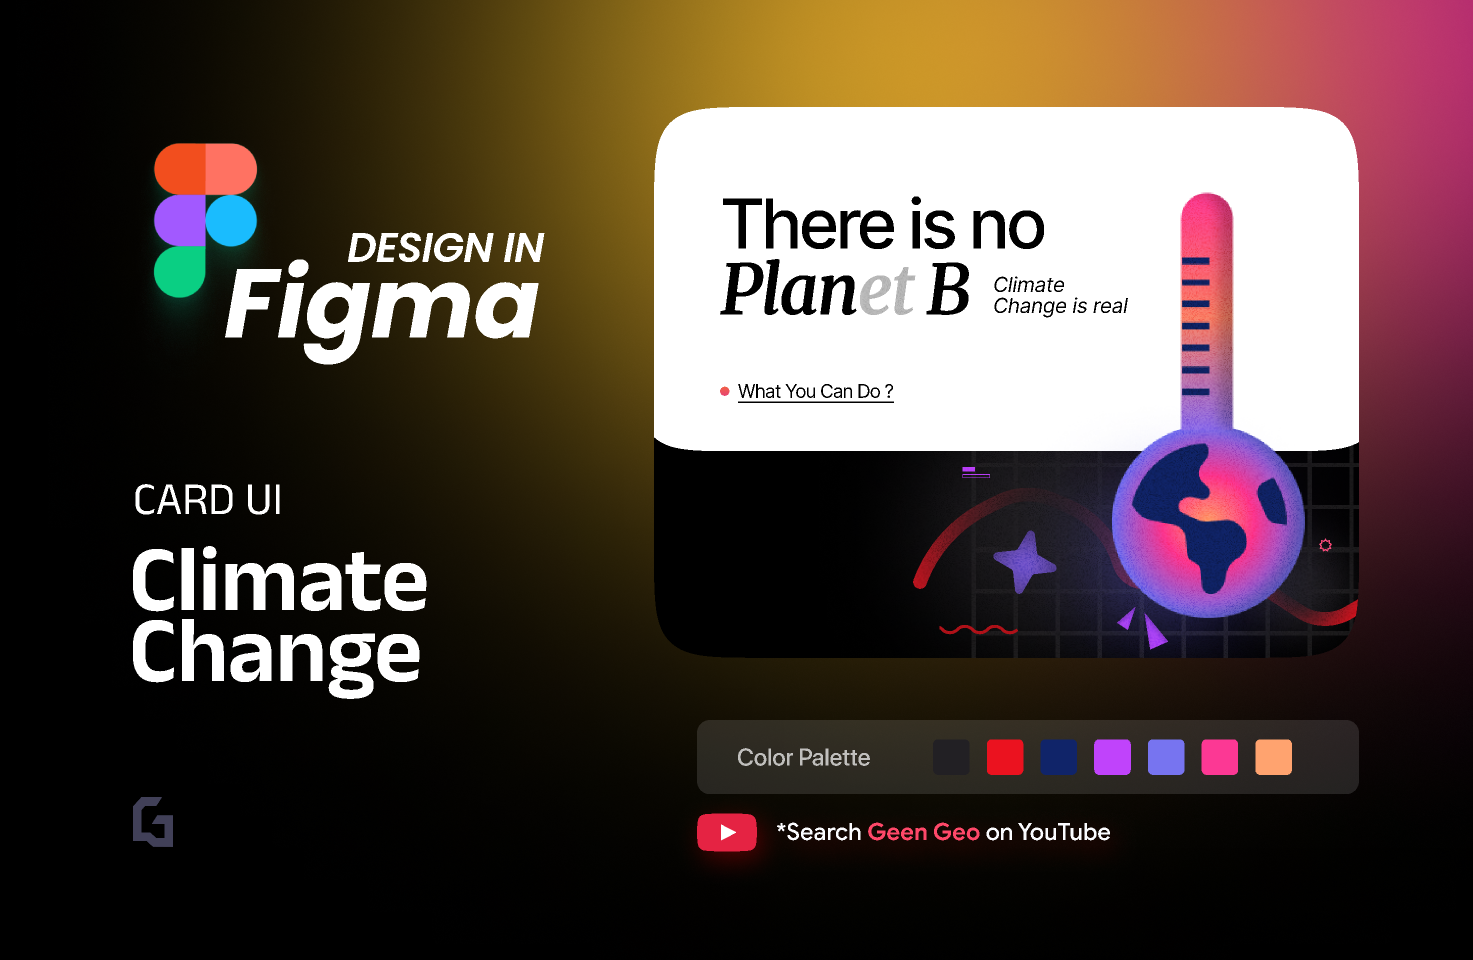 DESIGN IN
Figma
CARD UI
Climate
Change
There is no
Planet B
Climate
Change is real
What You Can Do ?
Color Palette
*Search Geen Geo on YouTube